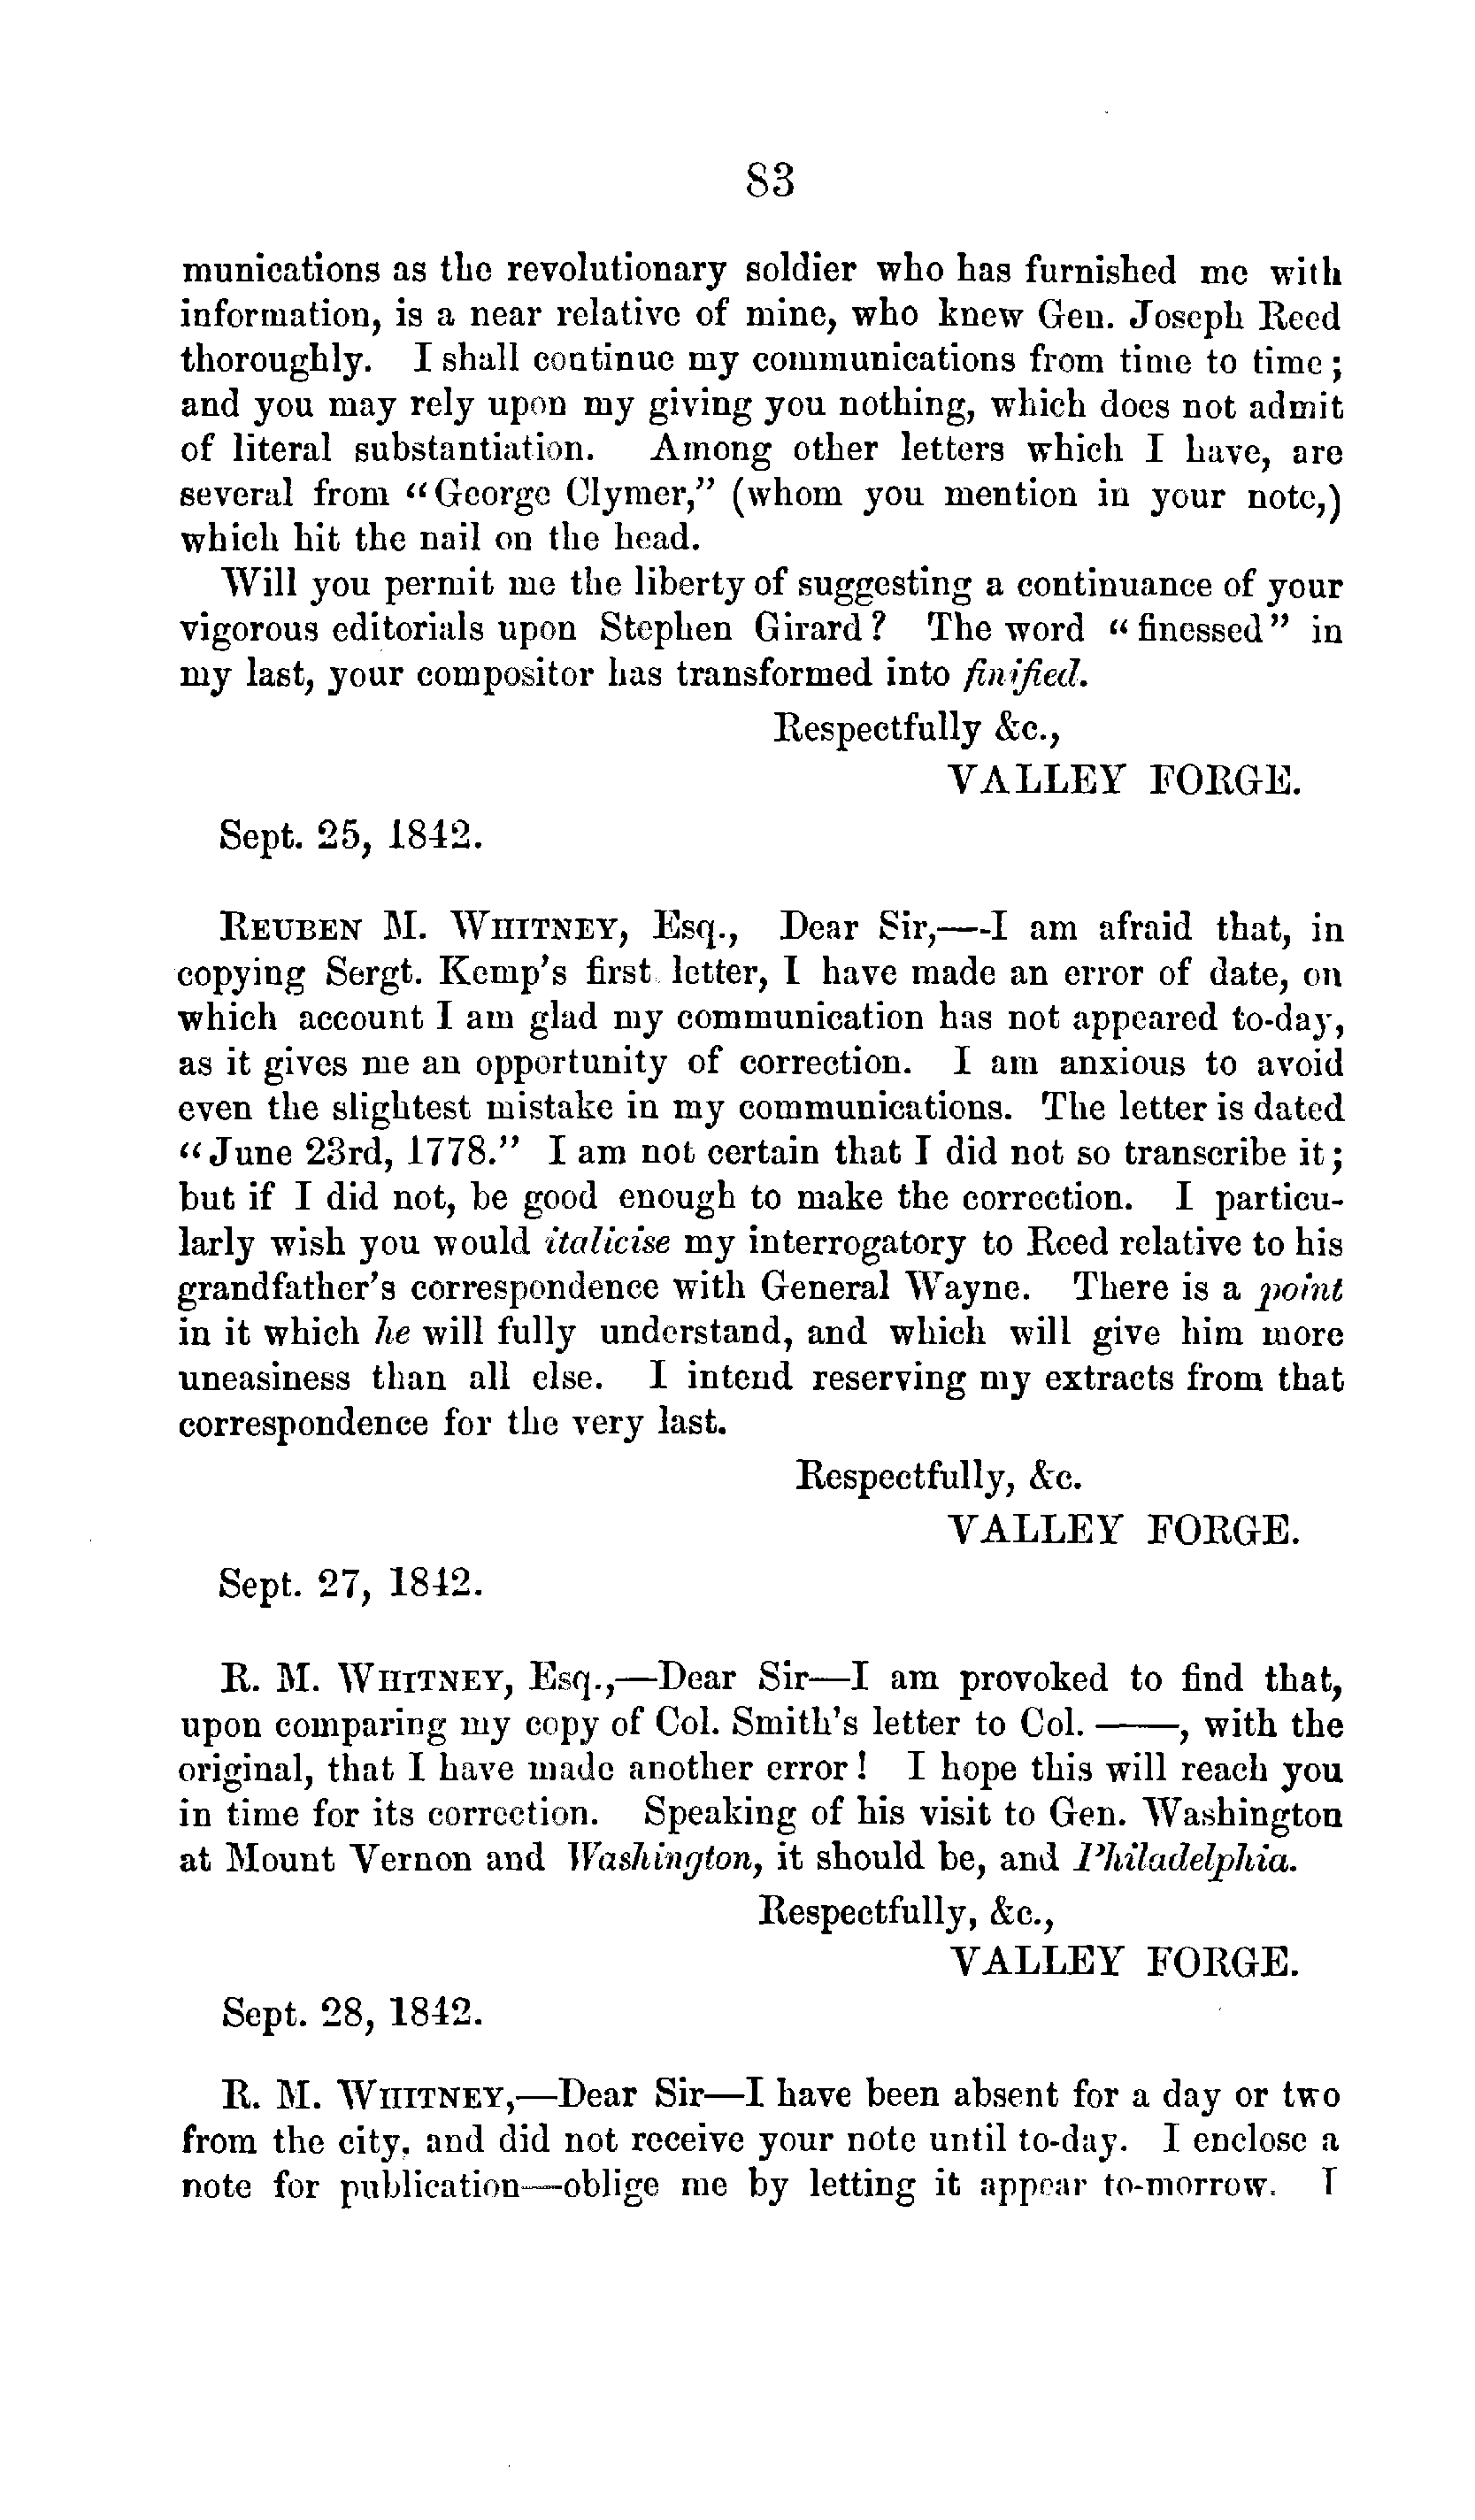 83
munications as the revolutionary soldier who has furnished me with
information, is a near relative of mine, who knew Gen. Joseph Reed
thoroughly. I shall continue my communications from time to time;
and you may rely upon my giving you nothing, which does not admit
of literal substantiation. Among other letters which I have, are
several from "George Clymer," (whom you mention in your note,)
which hit the nail on the head.
Will you permit me the liberty of suggesting a continuance of your
vigorous editorials upon Stephen Girard? The word "finessed" in
my last, your compositor has transformed into finified.
Respectfully &c.,
VALLEY FORGE.
Sept. 25, 1842.
REUBEN M. WHITNEY, Esq., Dear Sir,—-I am afraid that, in
copying Sergt. Kemp's first letter, I have made an error of date, on
which account I am glad my communication has not appeared to-day,
as it gives me an opportunity of correction. I am anxious to avoid
even the slightest mistake in my communications. The letter is dated
"June 23rd, 1778." I am not certain that I did not so transcribe it;
but if I did not, be good enough to make the correction. I particu-
larly wish you would italicise my interrogatory to Reed relative to his
grandfather's correspondence with General Wayne. There is a point
in it which he will fully understand, and which will give him more
uneasiness than all else. I intend reserving my extracts from that
correspondence for the very last.
Respectfully, &c.
VALLEY FORGE.
Sept. 27, 1842.
R. M. WHITNEY, Esq.,—Dear Sir—I am provoked to find that,
upon comparing my copy of Col. Smith's letter to Col. ——, with the
original, that I have made another error! I hope this will reach you
in time for its correction. Speaking of his visit to Gen. Washington
at Mount Vernon and Washington, it should be, and Philadelphia.
Respectfully, &c.,
VALLEY FORGE.
Sept. 28, 1842.
R. M. WHITNEY,—Dear Sir—I have been absent for a day or two
from the city, and did not receive your note until to-day. I enclose a
note for publication—oblige me by letting it appear to-morrow. I